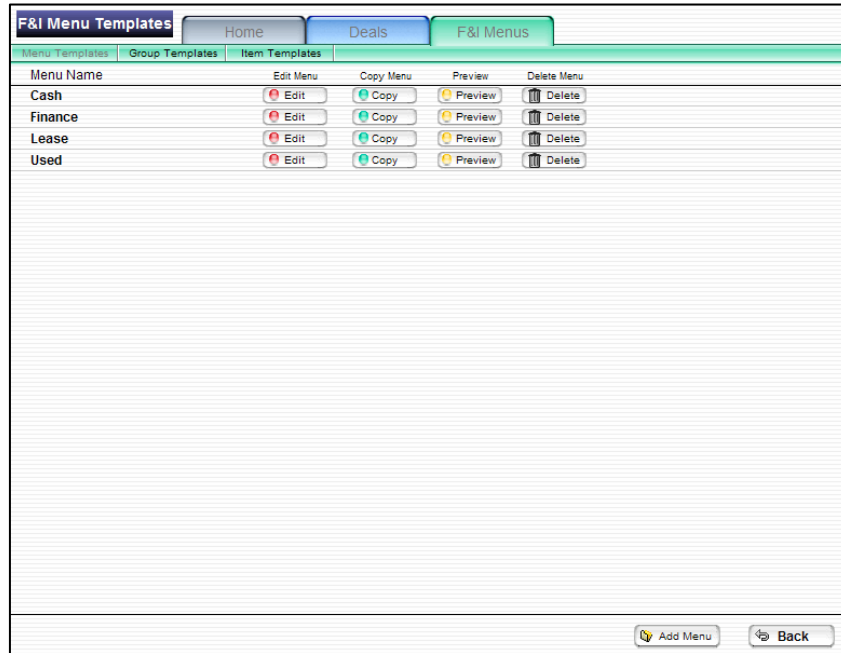 F&I Menu Templates Home Deals F&I Menus
Menu Templates Group Templates Item Templates
Menu Name Edit Menu Copy Menu Preview Delete Menu
Cash Edit Copy Preview Delete
Finance Edit Copy Preview Delete
Lease Edit Copy Preview Delete
Used Edit Copy Preview Delete
Add Menu Back